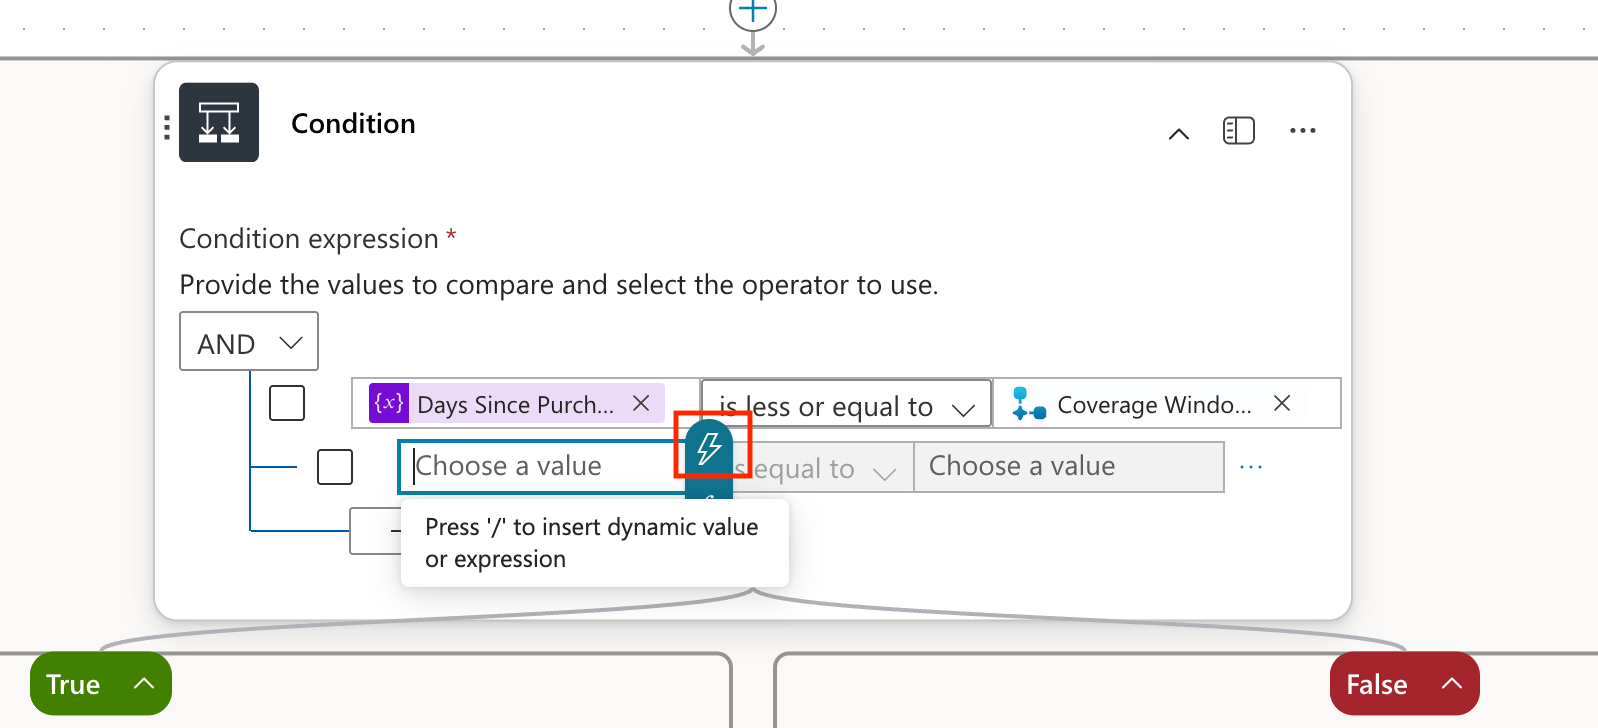 Condition
Condition expression *
Provide the values to compare and select the operator to use.
AND
{x} Days Since Purch... is less or equal to Coverage Windo...
Choose a value equal to Choose a value
Press '/' to insert dynamic value
or expression
True
False